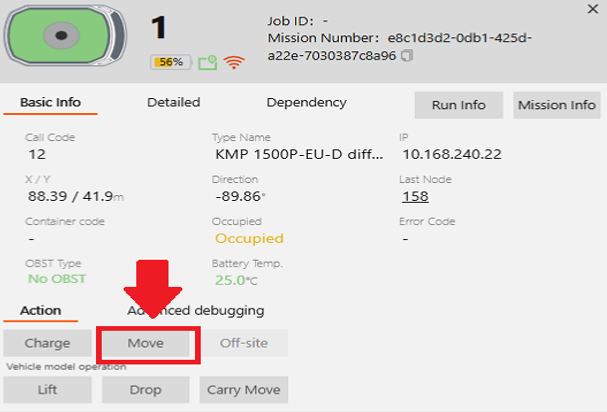 1
Job ID: -
Mission Number: e8c1d3d2-0db1-425d-
a22e-7030387c8a96
56%
Basic Info Detailed Dependency Run Info Mission Info
Call Code Type Name IP
12 KMP 1500P-EU-D diff... 10.168.240.22
X / Y Direction Last Node
88.39 / 41.9m -89.86° 158
Container code Occupied Error Code
- Occupied -
OBST Type Battery Temp.
No OBST 25.0°C
Action debugging
Charge Move Off-site
Vehicle model operation
Lift Drop Carry Move